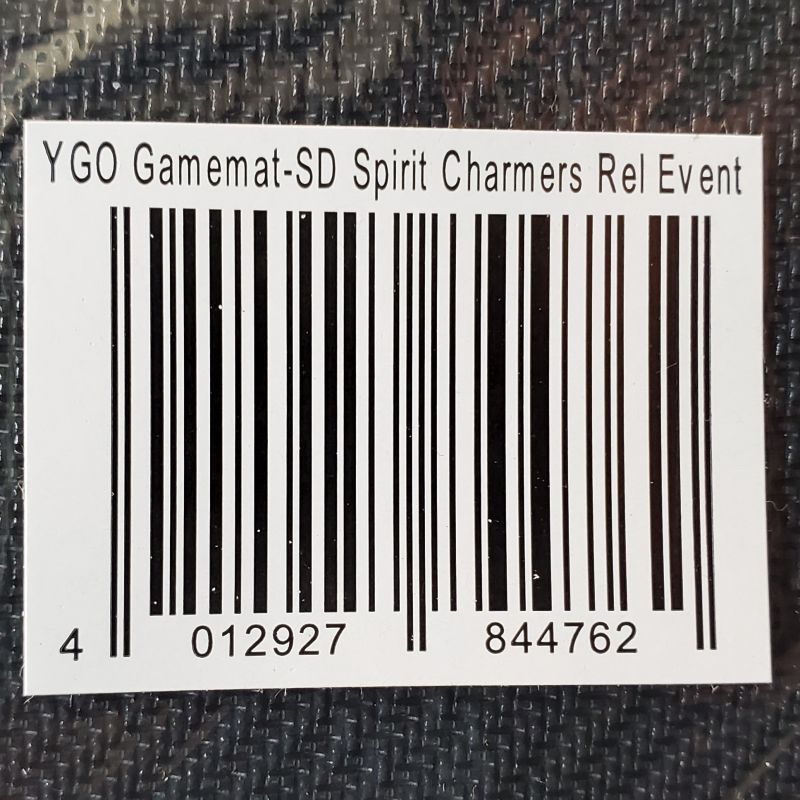 YGO Gamemat-SD Spirit Charmers Rel Event
4 012927 844762